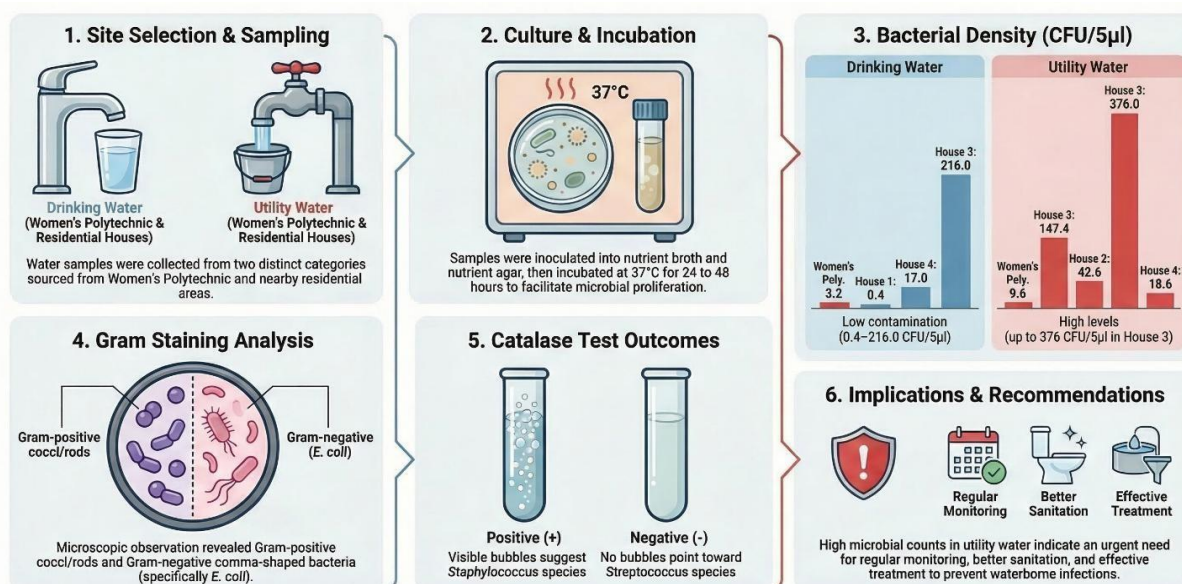 1. Site Selection & Sampling
Drinking Water
(Women's Polytechnic &
Residential Houses)
Utility Water
(Women's Polytechnic &
Residential Houses)
Water samples were collected from two distinct categories
sourced from Women's Polytechnic and nearby residential
areas.
2. Culture & Incubation
37°C
Samples were inoculated into nutrient broth and
nutrient agar, then incubated at 37°C for 24 to 48
hours to facilitate microbial proliferation.
3. Bacterial Density (CFU/5µl)
Drinking Water
Women's
Pely.
3.2
House 1:
0.4
House 4:
17.0
House 3:
216.0
Low contamination
(0.4–216.0 CFU/5µl)
Utility Water
Women's
Pely.
9.6
House 3:
147.4
House 2:
42.6
House 3:
376.0
House 4:
18.6
High levels
(up to 376 CFU/5µl in House 3)
4. Gram Staining Analysis
Gram-positive
coccl/rods
Gram-negative
(E. coll)
Microscopic observation revealed Gram-positive
coccl/rods and Gram-negative comma-shaped bacteria
(specifically E. coll).
5. Catalase Test Outcomes
Positive (+)
Visible bubbles suggest
Staphylococcus species
Negative (-)
No bubbles point toward
Streptococcus species
6. Implications & Recommendations
Regular
Monitoring
Better
Sanitation
Effective
Treatment
High microbial counts in utility water indicate an urgent need
for regular monitoring, better sanitation, and effective
treatment to prevent waterborne infections.